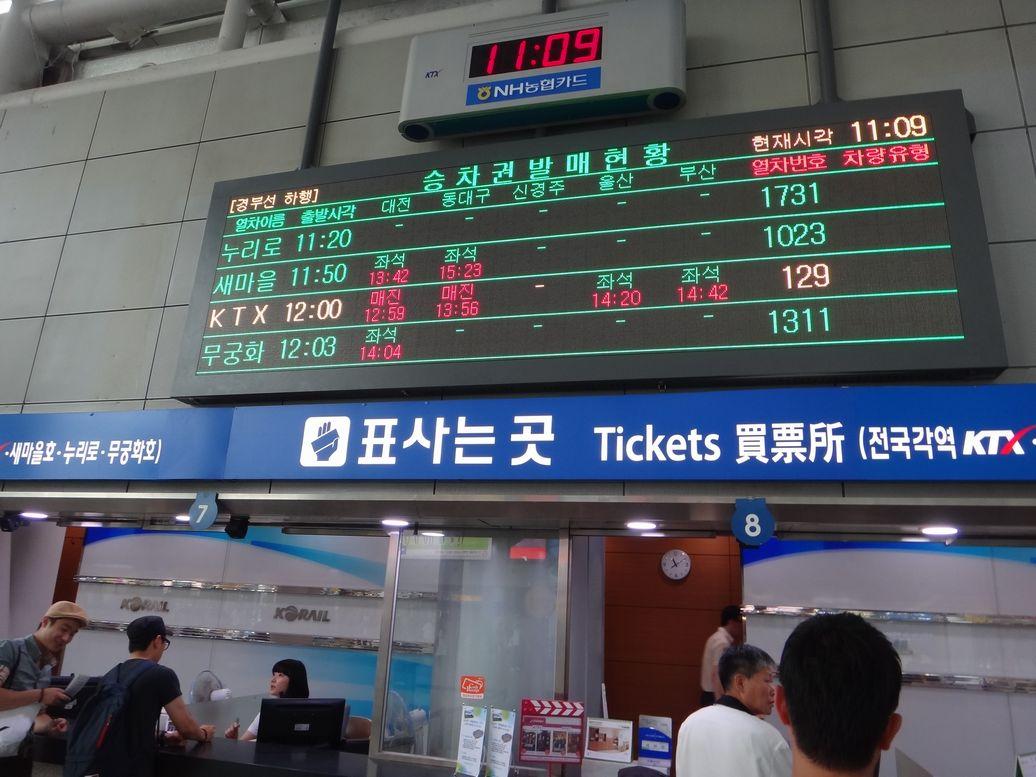 11:09
KTX
NH농협카드
승차권발매현황
현재시각 11:09
[경부선 하행]
열차이름 출발시각 대전 동대구 신경주 울산 부산 열차번호 차량유형
누리로 11:20 - - - - - 1731
새마을 11:50 좌석 13:42 좌석 15:23 - - - 1023
KTX 12:00 매진 12:59 매진 13:56 - 좌석 14:20 좌석 14:42 129
무궁화 12:03 좌석 14:04 - - - - 1311
·새마을호·누리로·무궁화호)
표사는 곳 Tickets 買票所 (전국각역 KTX·
7
8
KORAIL
KORAIL